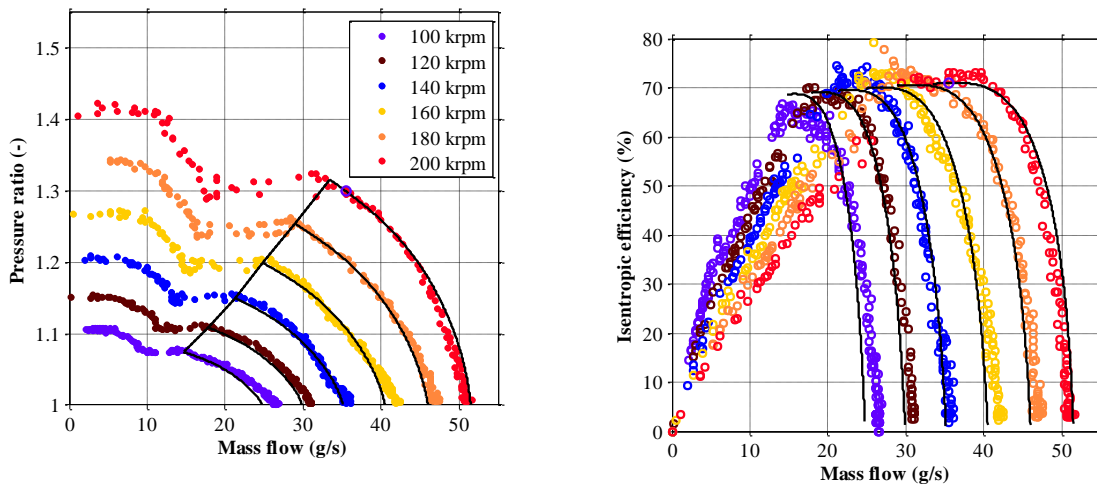 1.5
1.4
1.3
1.2
1.1
1
Pressure ratio (-)
0
10
20
30
40
50
Mass flow (g/s)
100 krpm
120 krpm
140 krpm
160 krpm
180 krpm
200 krpm
80
70
60
50
40
30
20
10
0
Isentropic efficiency (%)
0
10
20
30
40
50
Mass flow (g/s)